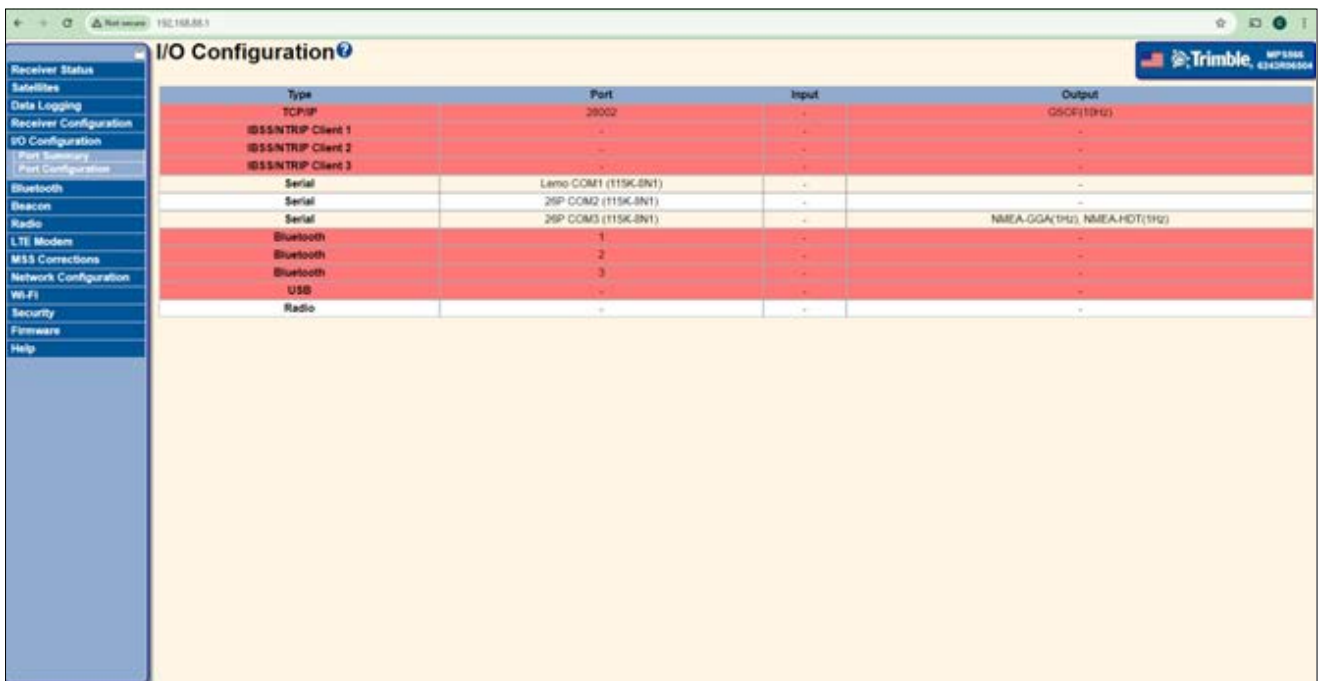 Not secure 192.168.88.1
I/O Configuration
Trimble. MPS566
6243R06504
Receiver Status
Satellites
Data Logging
Receiver Configuration
I/O Configuration
Port Summary
Port Configuration
Bluetooth
Beacon
Radio
LTE Modem
MSS Corrections
Network Configuration
Wi-Fi
Security
Firmware
Help
Type Port Input Output
TCP/IP 28002 - GSOF(10Hz)
IBSS/NTRIP Client 1 - - -
IBSS/NTRIP Client 2 - - -
IBSS/NTRIP Client 3 - - -
Serial Lemo COM1 (115K-8N1) - -
Serial 26P COM2 (115K-8N1) - -
Serial 26P COM3 (115K-8N1) - NMEA-GGA(1Hz), NMEA-HDT(1Hz)
Bluetooth 1 - -
Bluetooth 2 - -
Bluetooth 3 - -
USB - - -
Radio - - -